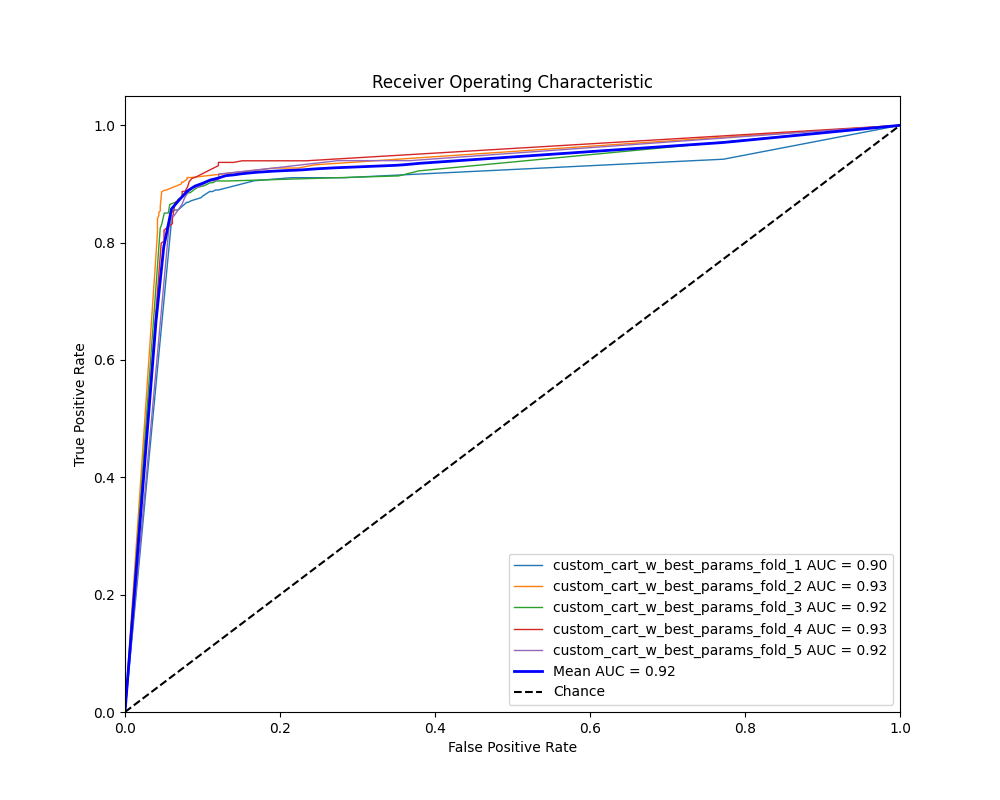 Receiver Operating Characteristic
1.0
0.8
0.6
0.4
0.2
0.0
True Positive Rate
custom_cart_w_best_params_fold_1 AUC = 0.90
custom_cart_w_best_params_fold_2 AUC = 0.93
custom_cart_w_best_params_fold_3 AUC = 0.92
custom_cart_w_best_params_fold_4 AUC = 0.93
custom_cart_w_best_params_fold_5 AUC = 0.92
Mean AUC = 0.92
Chance
0.0 0.2 0.4 0.6 0.8 1.0
False Positive Rate